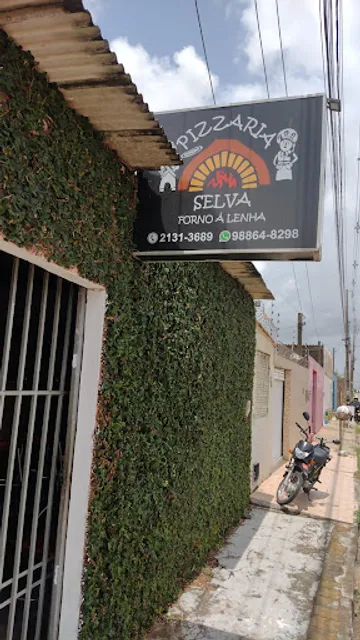 PIZZARIA
SELVA
FORNO Á LENHA
2131-3689 98864-8298